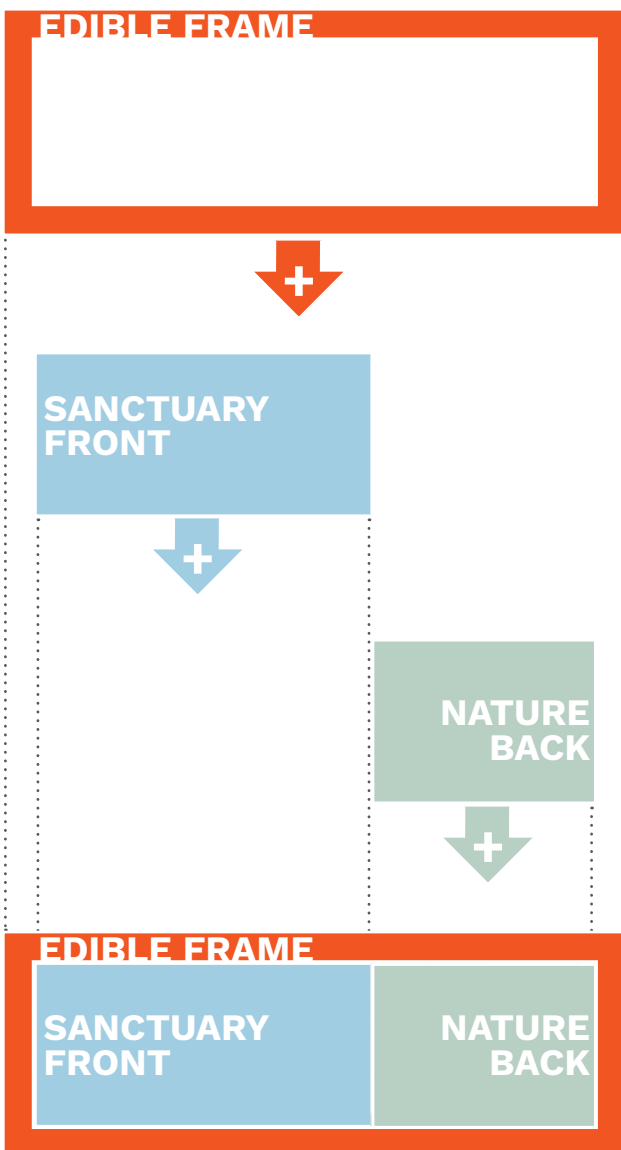 EDIBLE FRAME
+
SANCTUARY
FRONT
+
NATURE
BACK
+
EDIBLE FRAME
SANCTUARY
FRONT
NATURE
BACK